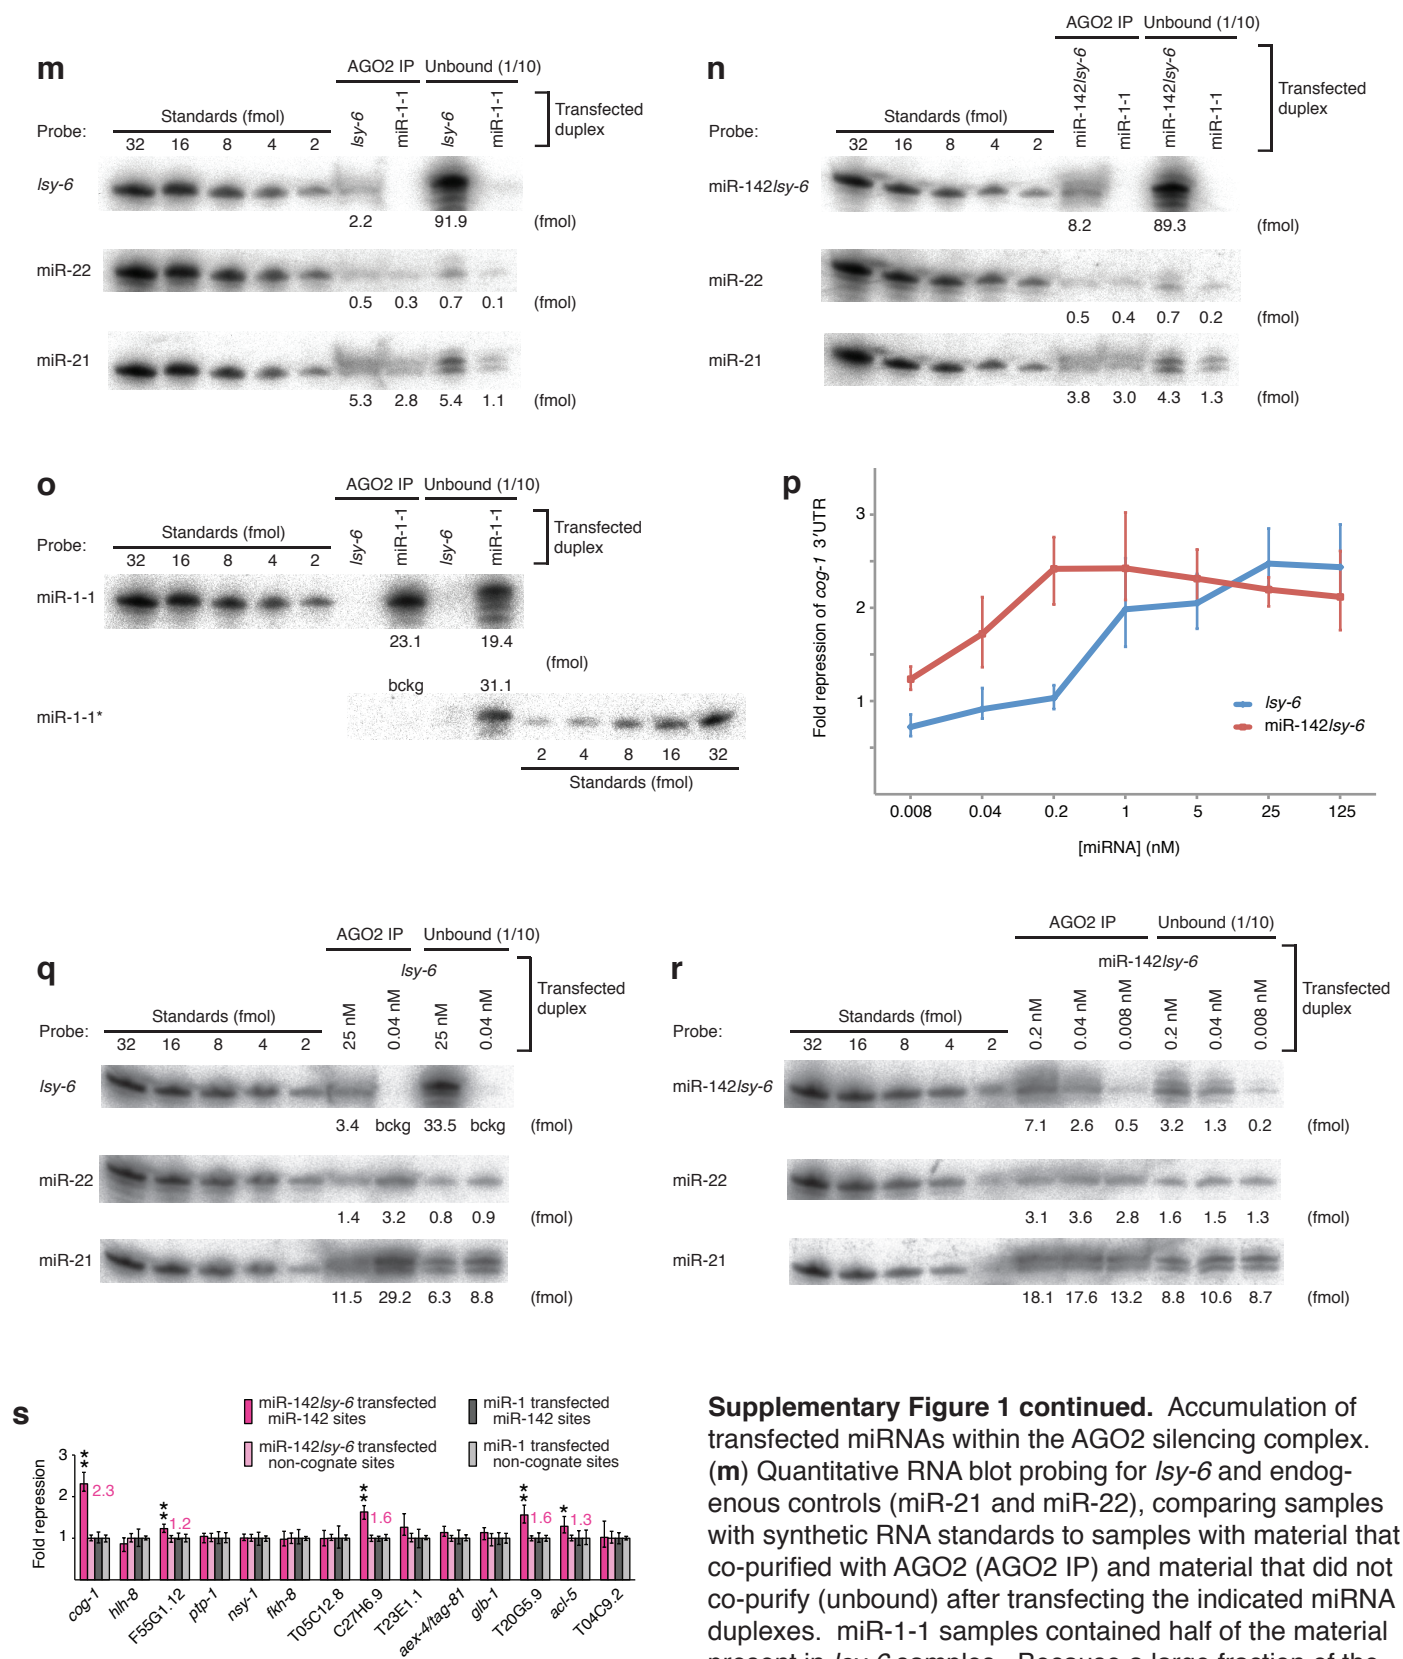 m
AGO2 IP Unbound (1/10)
Standards (fmol)
Probe:
32 16 8 4 2
lsy-6 miR-1-1 lsy-6 miR-1-1
Transfected
duplex
lsy-6
2.2 91.9 (fmol)
miR-22
0.5 0.3 0.7 0.1 (fmol)
miR-21
5.3 2.8 5.4 1.1 (fmol)
n
AGO2 IP Unbound (1/10)
Standards (fmol)
Probe:
32 16 8 4 2
miR-142lsy-6 miR-1-1 miR-142lsy-6 miR-1-1
Transfected
duplex
miR-142lsy-6
8.2 89.3 (fmol)
miR-22
0.5 0.4 0.7 0.2 (fmol)
miR-21
3.8 3.0 4.3 1.3 (fmol)
o
AGO2 IP Unbound (1/10)
Standards (fmol)
Probe:
32 16 8 4 2
lsy-6 miR-1-1 lsy-6 miR-1-1
Transfected
duplex
miR-1-1
23.1 19.4
(fmol)
bckg 31.1
miR-1-1*
2 4 8 16 32
Standards (fmol)
p
Fold repression of cog-1 3′UTR
3
2
1
lsy-6
miR-142lsy-6
0.008 0.04 0.2 1 5 25 125
[miRNA] (nM)
q
AGO2 IP Unbound (1/10)
lsy-6
Standards (fmol)
Probe:
32 16 8 4 2
25 nM 0.04 nM 25 nM 0.04 nM
Transfected
duplex
lsy-6
3.4 bckg 33.5 bckg (fmol)
miR-22
1.4 3.2 0.8 0.9 (fmol)
miR-21
11.5 29.2 6.3 8.8 (fmol)
r
AGO2 IP Unbound (1/10)
miR-142lsy-6
Standards (fmol)
Probe:
32 16 8 4 2
0.2 nM 0.04 nM 0.008 nM 0.2 nM 0.04 nM 0.008 nM
Transfected
duplex
miR-142lsy-6
7.1 2.6 0.5 3.2 1.3 0.2 (fmol)
miR-22
3.1 3.6 2.8 1.6 1.5 1.3 (fmol)
miR-21
18.1 17.6 13.2 8.8 10.6 8.7 (fmol)
s
miR-142lsy-6 transfected
miR-142 sites
miR-1 transfected
miR-142 sites
miR-142lsy-6 transfected
non-cognate sites
miR-1 transfected
non-cognate sites
Fold repression
3
2
1
** 2.3
** 1.2
** 1.6
** 1.6
* 1.3
cog-1 hlh-8 F55G1.12 ptp-1 nsy-1 fkh-8 T05C12.8 C27H6.9 T23E1.1 aex-4/tag-81 glb-1 T20G5.9 acl-5 T04C9.2
Supplementary Figure 1 continued. Accumulation of
transfected miRNAs within the AGO2 silencing complex.
(m) Quantitative RNA blot probing for lsy-6 and endog-
enous controls (miR-21 and miR-22), comparing samples
with synthetic RNA standards to samples with material that
co-purified with AGO2 (AGO2 IP) and material that did not
co-purify (unbound) after transfecting the indicated miRNA
duplexes. miR-1-1 samples contained half of the material
present in lsy-6 samples. Because a large fraction of the